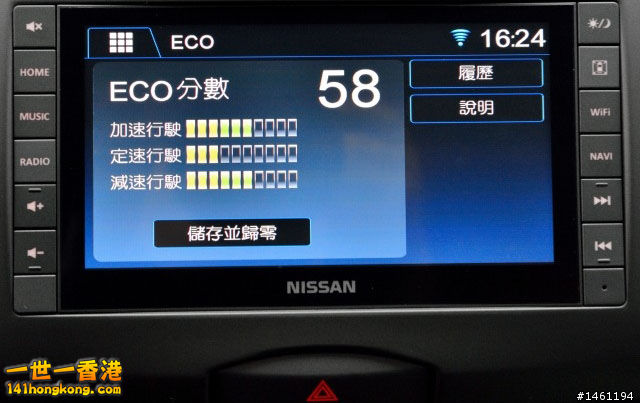 ECO
16:24
HOME
MUSIC
RADIO
WiFi
NAVI
ECO分數
58
加速行駛
定速行駛
減速行駛
儲存並歸零
履歷
說明
NISSAN
一世一香港
141hongkong.com
#1461194